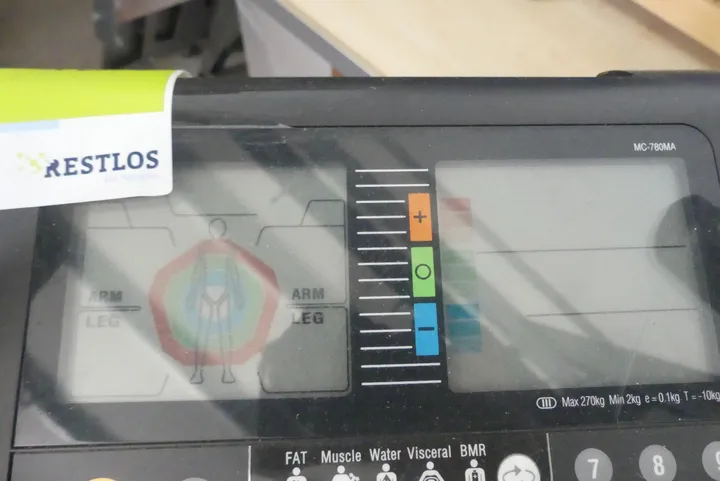 MC-780MA
RESTLOS
+
ARM
ARM
LEG
LEG
Max 270kg Min 2kg e=0.1kg T=-10kg
FAT Muscle Water Visceral BMR
7 8 9